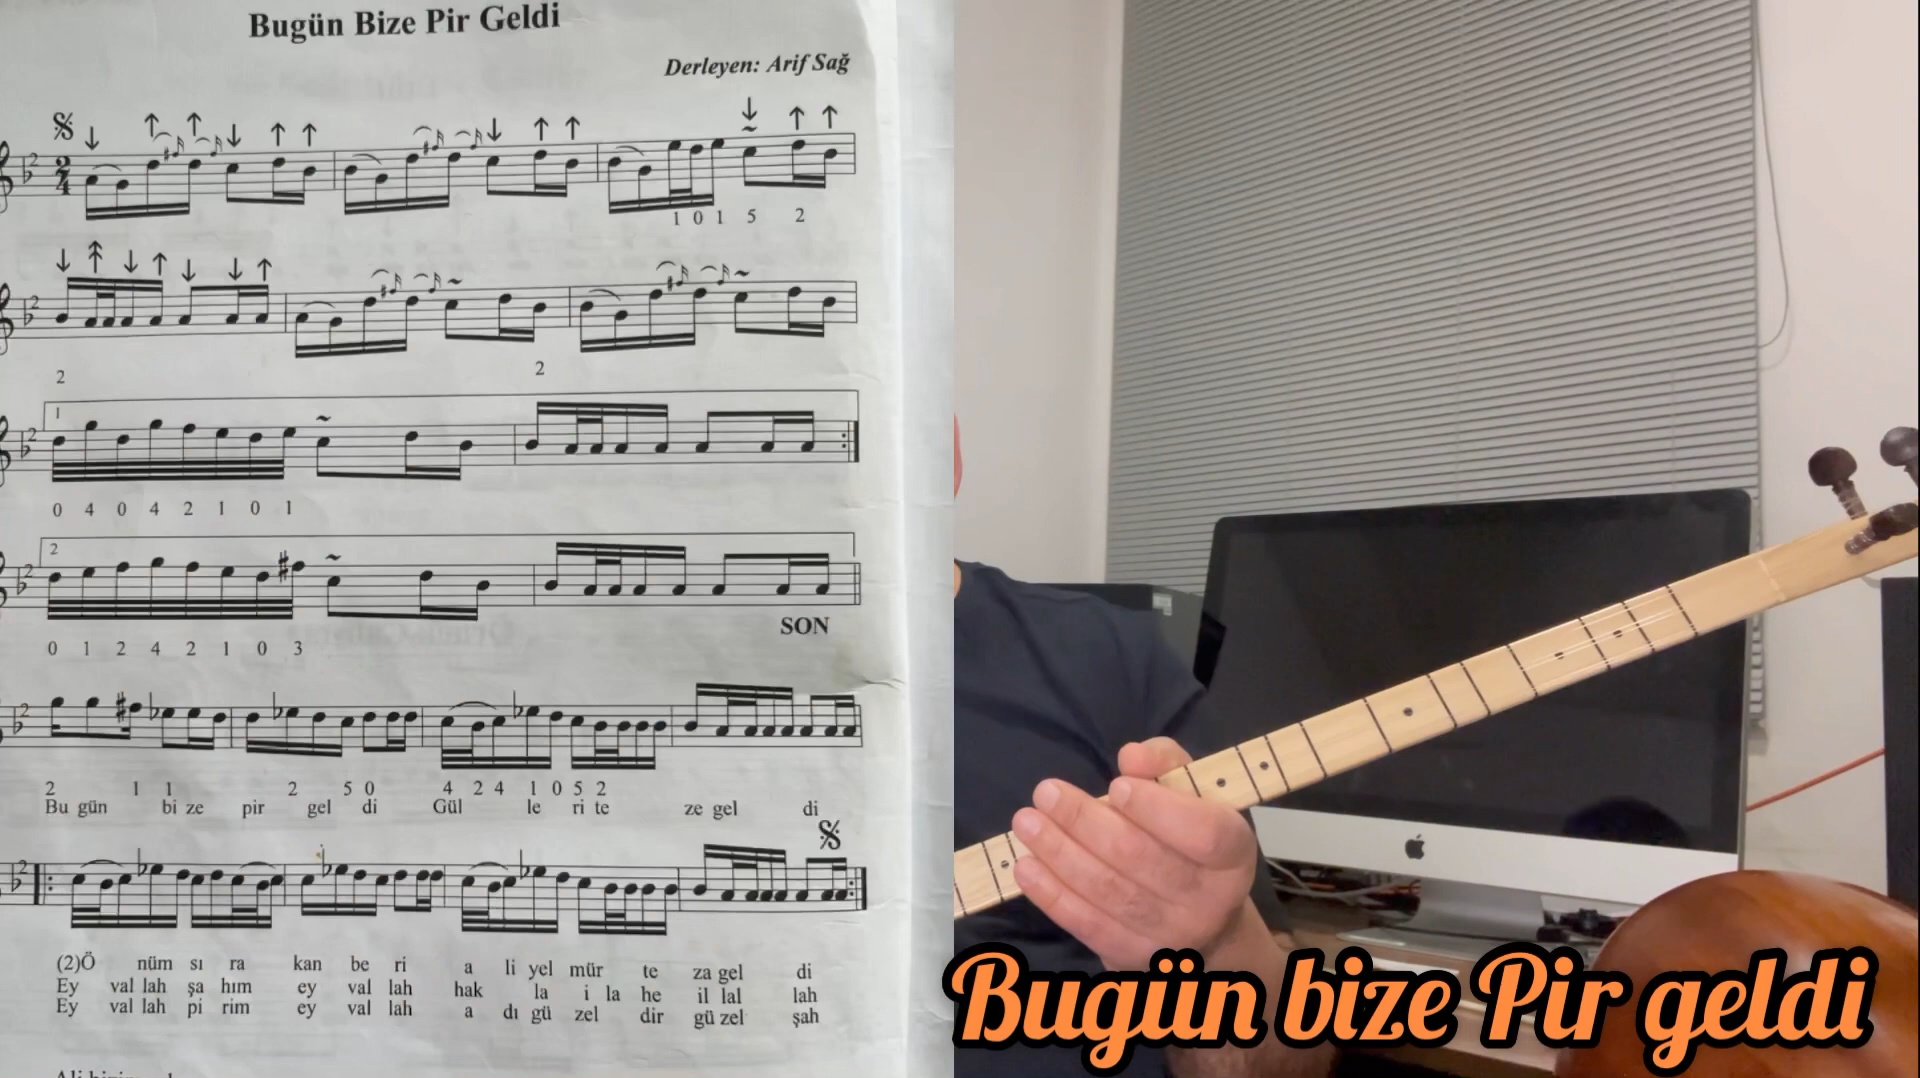 Bugün Bize Pir Geldi
Derleyen: Arif Sağ
2
4
1 0 1 5 2
2 2
1
0 4 0 4 2 1 0 1
2
SON
0 1 2 4 2 1 0 3
2 1 1 2 5 0 4 2 4 1 0 5 2
Bu gün bi ze pir gel di Gül le ri te ze gel di
(2)Ö nüm sı ra kan be ri a li yel mür te za gel di
Ey val lah şa hım ey val lah hak la i la he il lal lah
Ey val lah pi rim ey val lah a dı gü zel dir gü zel şah
Bugün bize Pir geldi